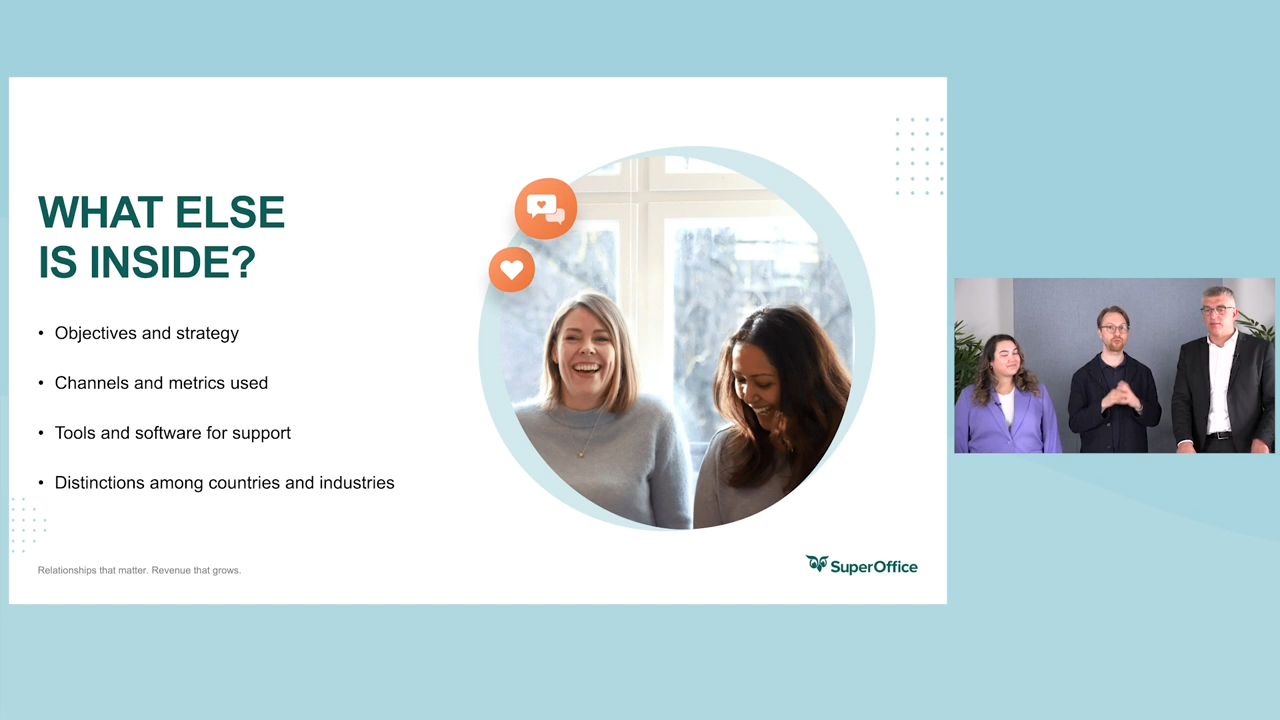 WHAT ELSE
IS INSIDE?
• Objectives and strategy
• Channels and metrics used
• Tools and software for support
• Distinctions among countries and industries
Relationships that matter. Revenue that grows.
SuperOffice